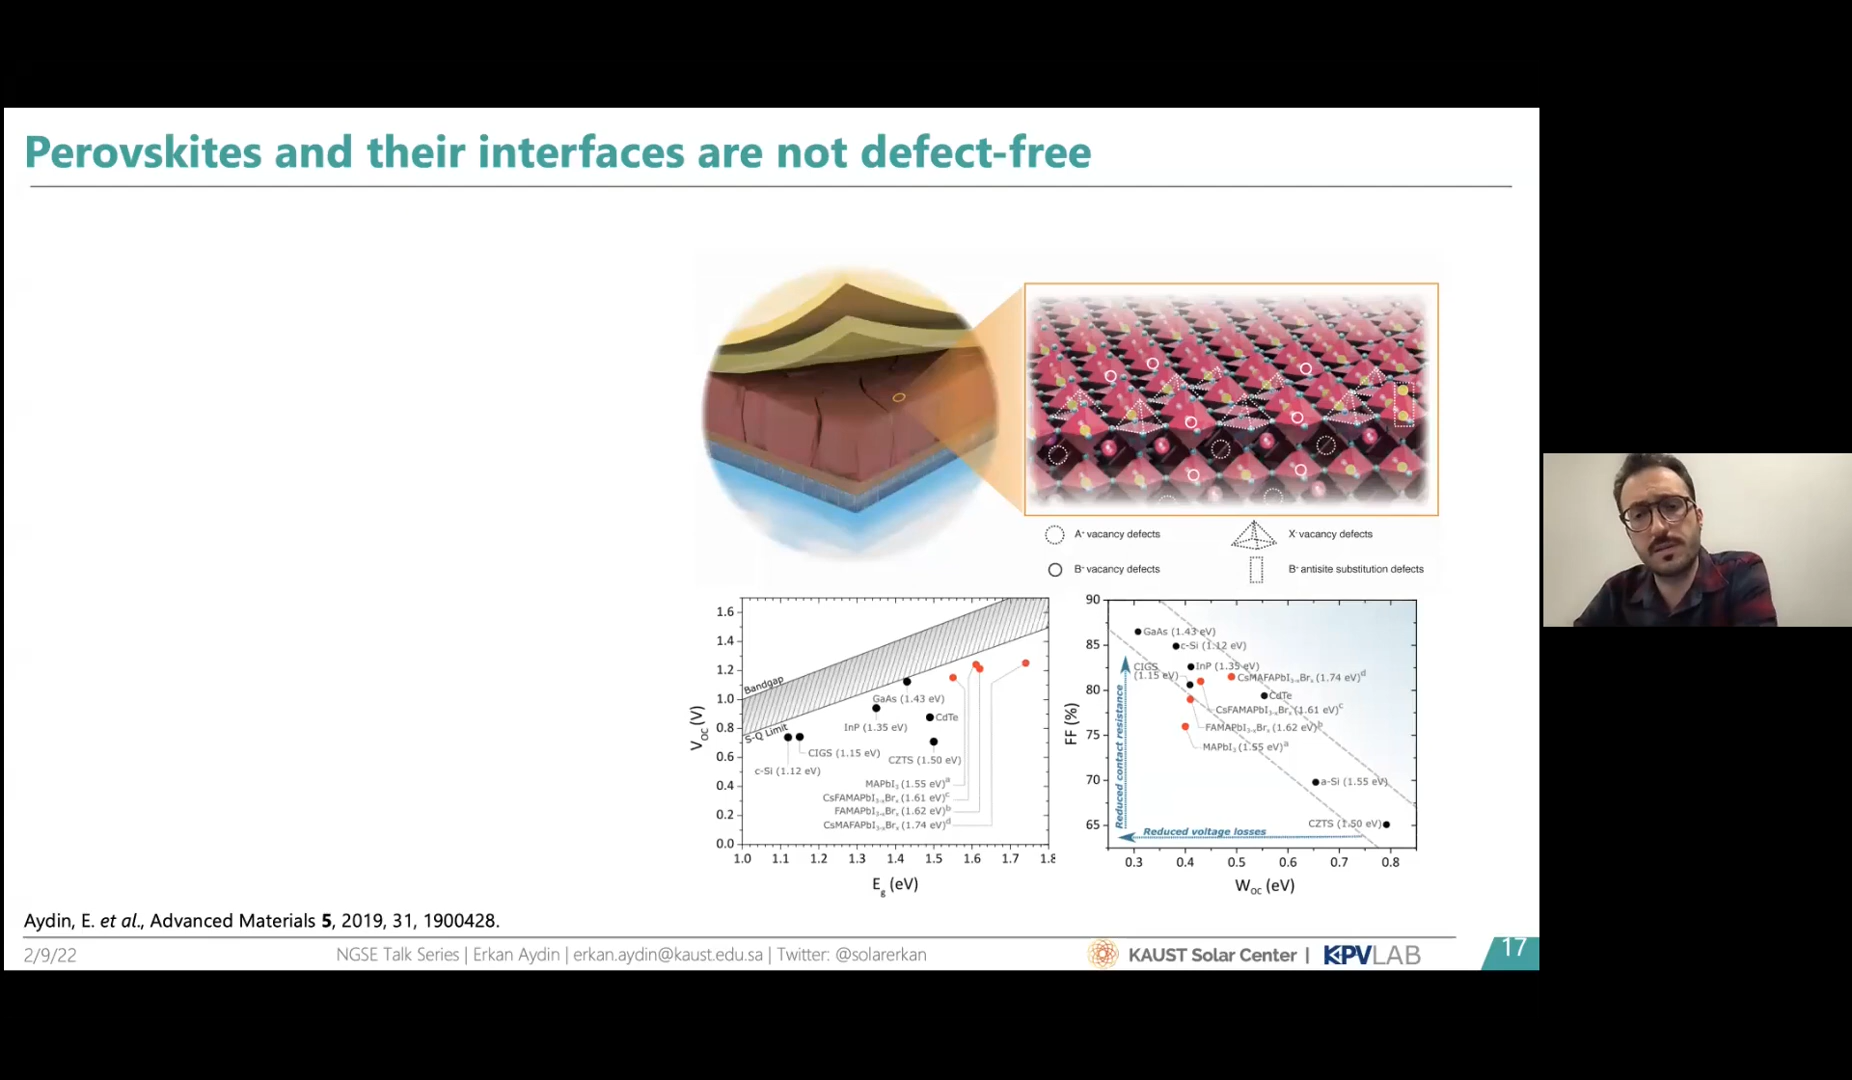 Perovskites and their interfaces are not defect-free
A⁺ vacancy defects
X⁻ vacancy defects
B⁻ vacancy defects
B⁻ antisite substitution defects
1.6
1.4
1.2
1.0
0.8
0.6
0.4
0.2
0.0
V_OC (V)
Bandgap
S-Q Limit
GaAs (1.43 eV)
InP (1.35 eV)
CdTe
CIGS (1.15 eV)
CZTS (1.50 eV)
c-Si (1.12 eV)
MAPbI₃ (1.55 eV)ᵃ
CsFAMAPbI₃₋ₓBrₓ (1.61 eV)ᶜ
FAMAPbI₃₋ₓBrₓ (1.62 eV)ᵇ
CsMAFAPbI₃₋ₓBrₓ (1.74 eV)ᵈ
1.0 1.1 1.2 1.3 1.4 1.5 1.6 1.7 1.8
E_g (eV)
90
85
80
75
70
65
FF (%)
GaAs (1.43 eV)
c-Si (1.12 eV)
CIGS
(1.15 eV)
InP (1.35 eV)
CsMAFAPbI₃₋ₓBrₓ (1.74 eV)ᵈ
CdTe
CsFAMAPbI₃₋ₓBrₓ (1.61 eV)ᶜ
FAMAPbI₃₋ₓBrₓ (1.62 eV)ᵇ
MAPbI₃ (1.55 eV)ᵃ
a-Si (1.55 eV)
CZTS (1.50 eV)
Reduced contact resistance
Reduced voltage losses
0.3 0.4 0.5 0.6 0.7 0.8
W_OC (eV)
Aydin, E. et al., Advanced Materials 5, 2019, 31, 1900428.
2/9/22
NGSE Talk Series | Erkan Aydin | erkan.aydin@kaust.edu.sa | Twitter: @solarerkan
KAUST Solar Center | KPVLAB
17